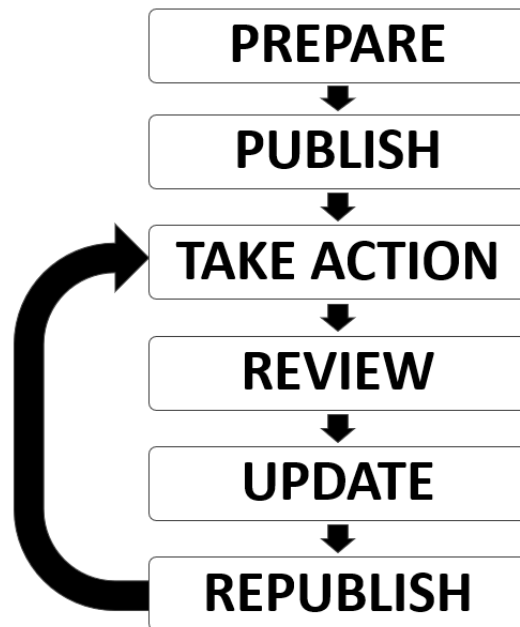 PREPARE
PUBLISH
TAKE ACTION
REVIEW
UPDATE
REPUBLISH